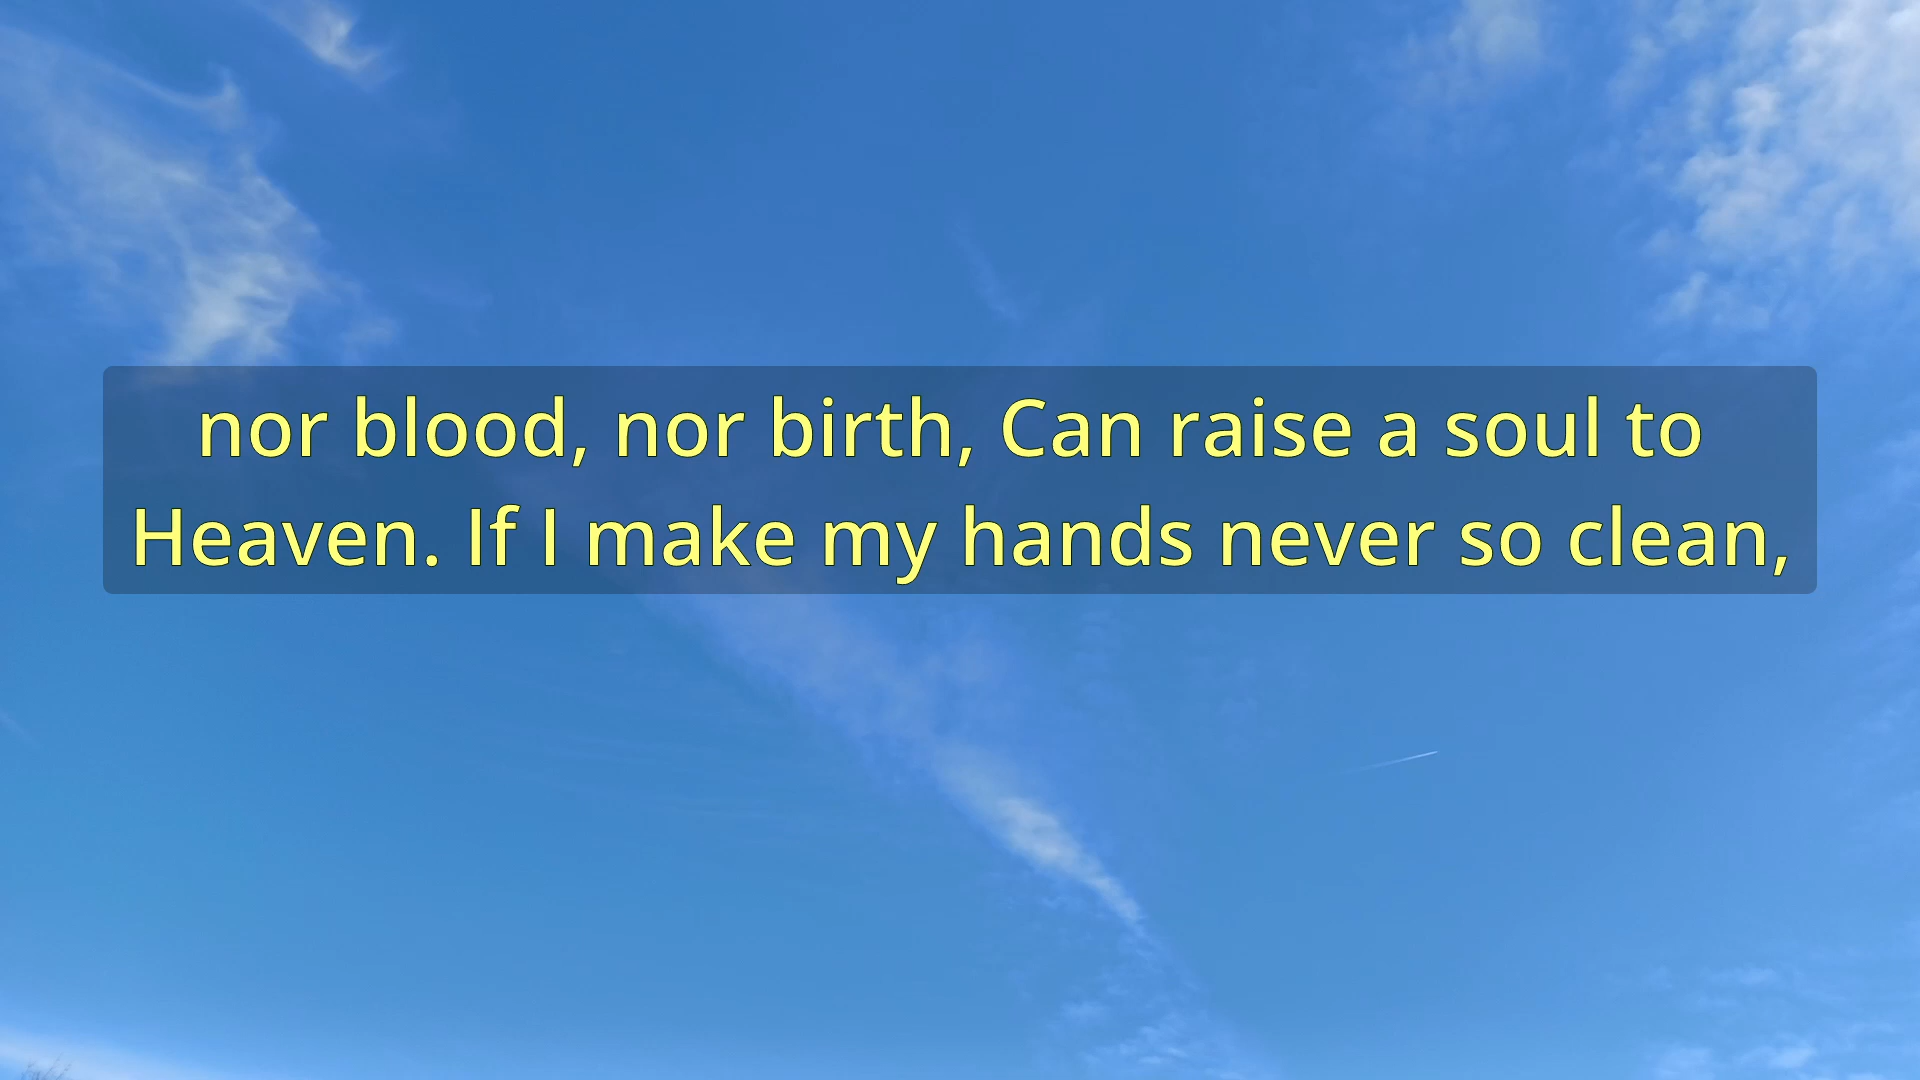 nor blood, nor birth, Can raise a soul to
Heaven. If I make my hands never so clean,